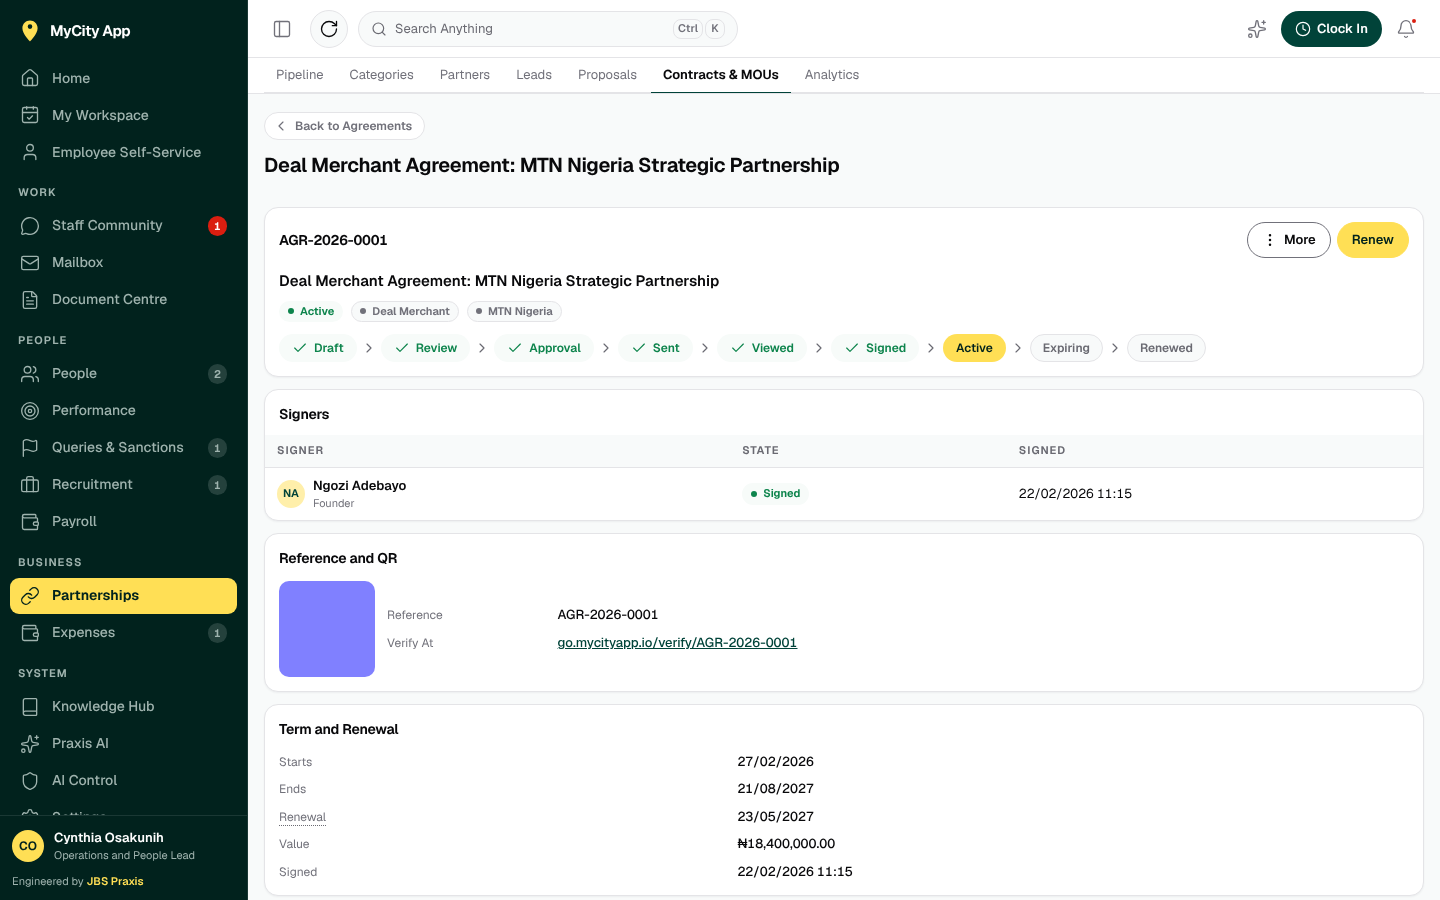 MyCity App
Home
My Workspace
Employee Self-Service
WORK
Staff Community 1
Mailbox
Document Centre
PEOPLE
People 2
Performance
Queries & Sanctions 1
Recruitment 1
Payroll
BUSINESS
Partnerships
Expenses 1
SYSTEM
Knowledge Hub
Praxis AI
AI Control
CO Cynthia Osakunih
Operations and People Lead
Engineered by JBS Praxis
Search Anything Ctrl K
Clock In
Pipeline Categories Partners Leads Proposals Contracts & MOUs Analytics
Back to Agreements
Deal Merchant Agreement: MTN Nigeria Strategic Partnership
AGR-2026-0001
More Renew
Deal Merchant Agreement: MTN Nigeria Strategic Partnership
Active Deal Merchant MTN Nigeria
Draft Review Approval Sent Viewed Signed Active Expiring Renewed
Signers
SIGNER STATE SIGNED
NA Ngozi Adebayo Signed 22/02/2026 11:15
Founder
Reference and QR
Reference AGR-2026-0001
Verify At go.mycityapp.io/verify/AGR-2026-0001
Term and Renewal
Starts 27/02/2026
Ends 21/08/2027
Renewal 23/05/2027
Value ₦18,400,000.00
Signed 22/02/2026 11:15